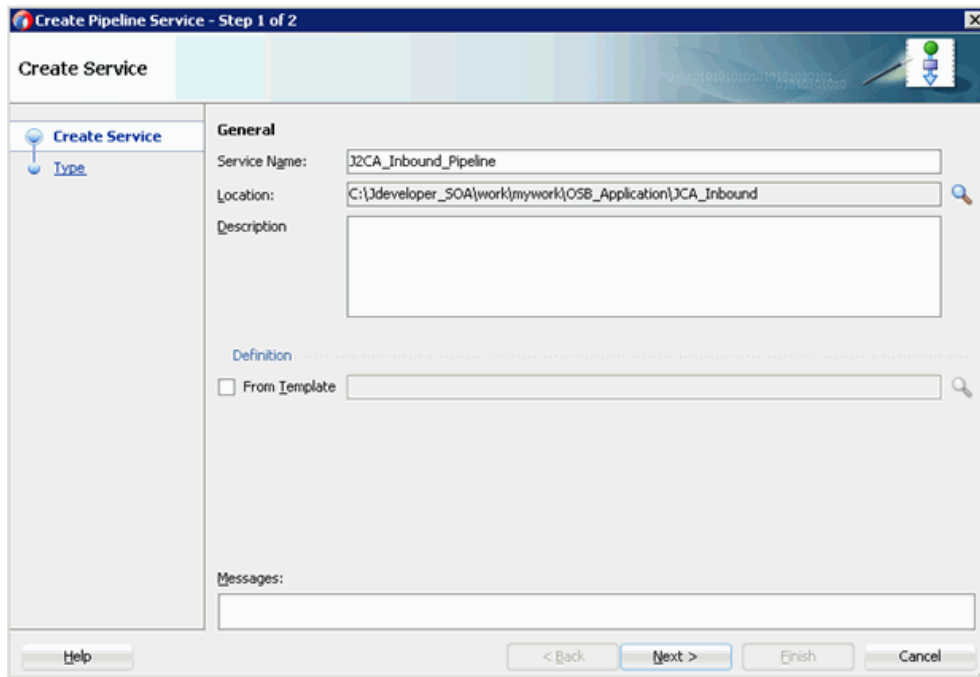 Create Pipeline Service - Step 1 of 2
Create Service
Create Service
Type
General
Service Name: J2CA_Inbound_Pipeline
Location: C:\Jdeveloper_SOA\work\mywork\OSB_Application\JCA_Inbound
Description
Definition
From Template
Messages:
Help
< Back
Next >
Finish
Cancel